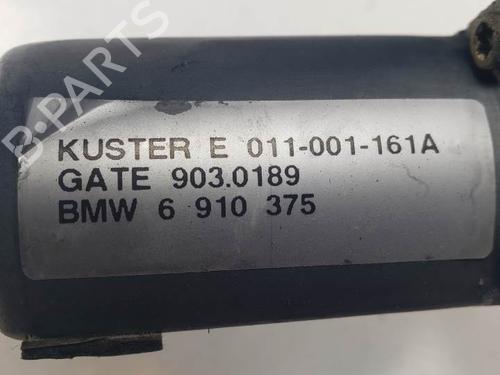 B-PARTS
KUSTER E 011-001-161A
GATE 903.0189
BMW 6 910 375